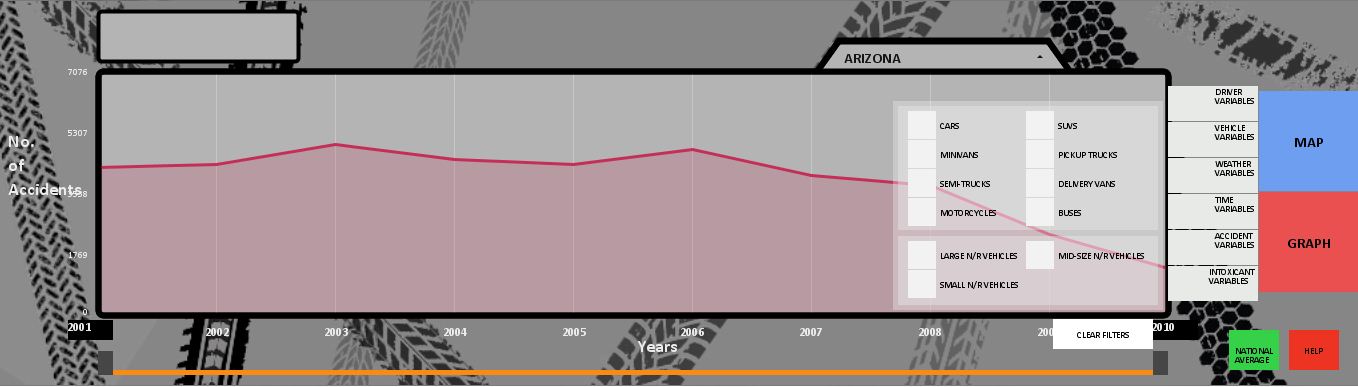 ARIZONA
7076
5307
1769
0
No.
of
Accidents
CARS
SUVS
MINIVANS
PICKUP TRUCKS
SEMI-TRUCKS
DELIVERY VANS
MOTORCYCLES
BUSES
LARGE N/R VEHICLES
MID-SIZE N/R VEHICLES
SMALL N/R VEHICLES
DRIVER
VARIABLES
VEHICLE
VARIABLES
WEATHER
VARIABLES
TIME
VARIABLES
ACCIDENT
VARIABLES
INTOXICANT
VARIABLES
MAP
GRAPH
2001
2002
2003
2004
2005
2006
2007
2008
2010
Years
CLEAR FILTERS
NATIONAL
AVERAGE
HELP